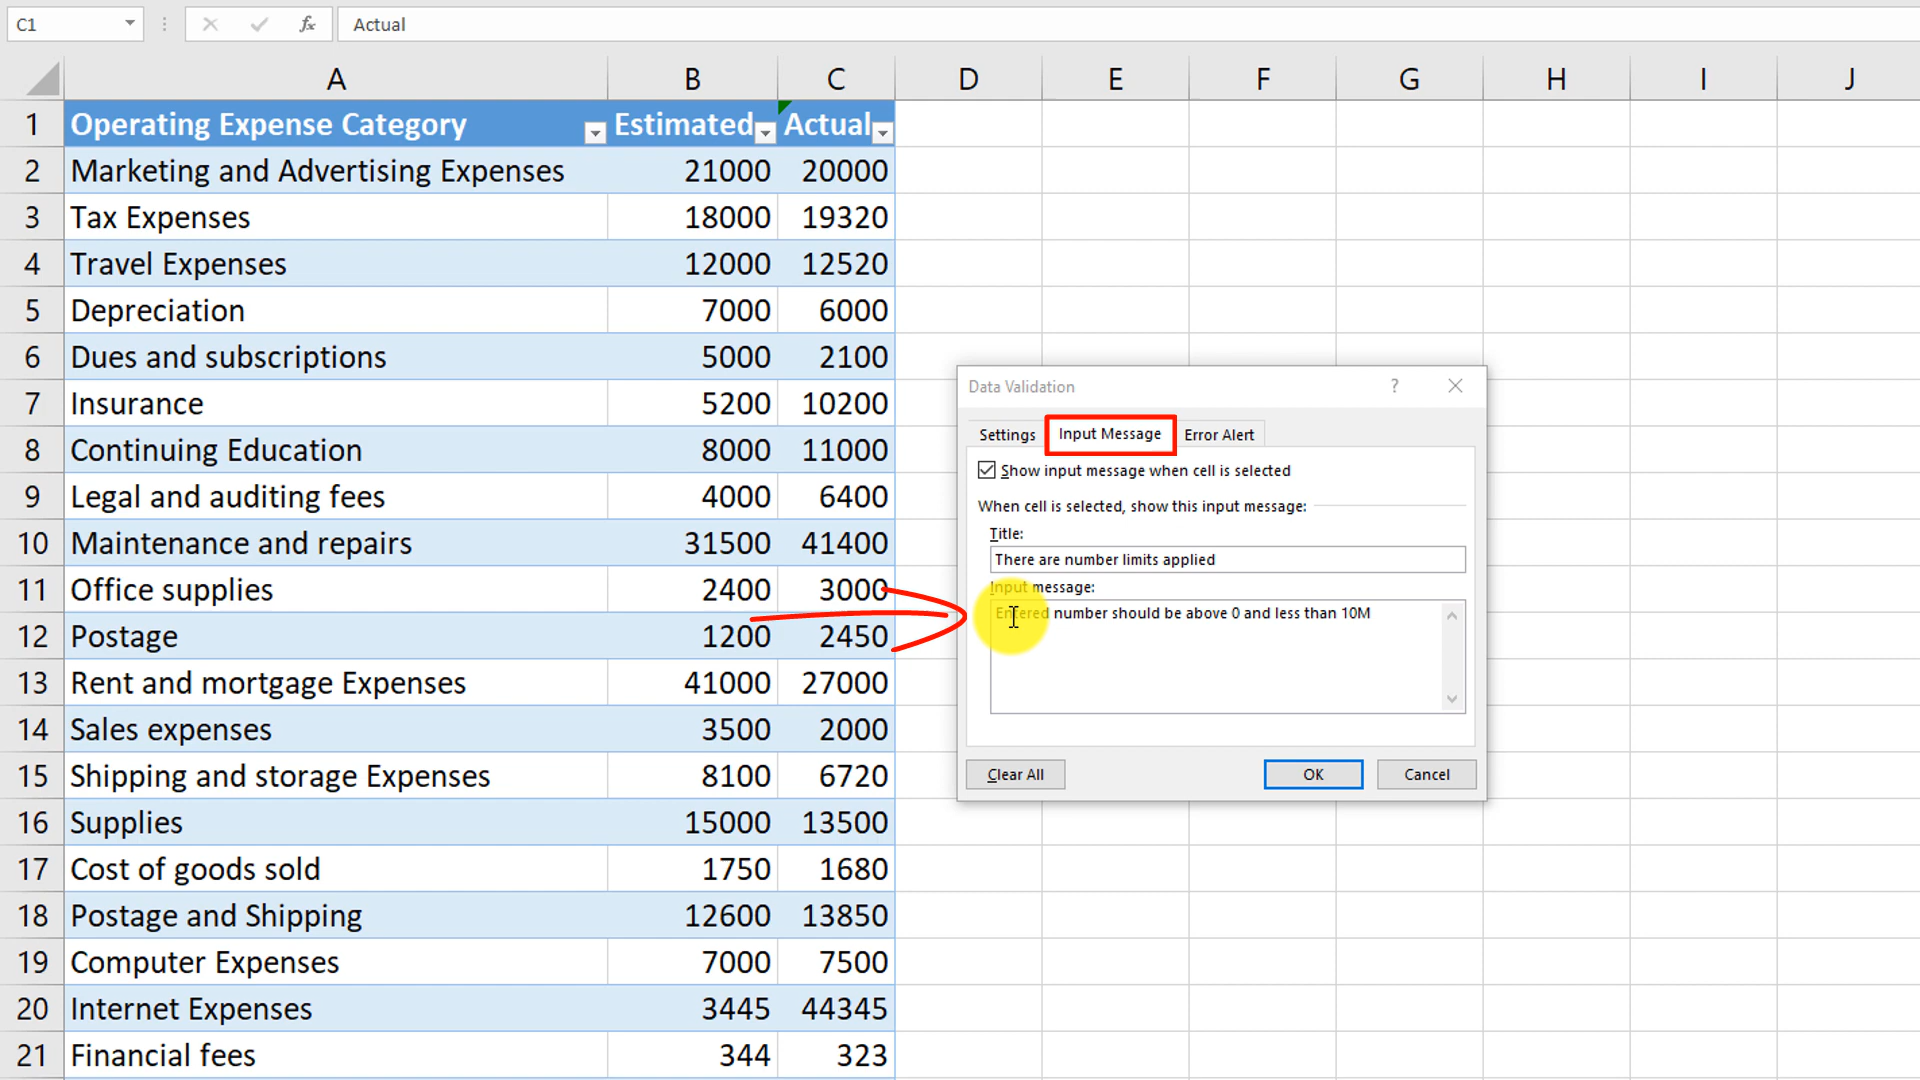 C1 fx Actual
A B C D E F G H I J
1 Operating Expense Category Estimated Actual
2 Marketing and Advertising Expenses 21000 20000
3 Tax Expenses 18000 19320
4 Travel Expenses 12000 12520
5 Depreciation 7000 6000
6 Dues and subscriptions 5000 2100
7 Insurance 5200 10200
8 Continuing Education 8000 11000
9 Legal and auditing fees 4000 6400
10 Maintenance and repairs 31500 41400
11 Office supplies 2400 3000
12 Postage 1200 2450
13 Rent and mortgage Expenses 41000 27000
14 Sales expenses 3500 2000
15 Shipping and storage Expenses 8100 6720
16 Supplies 15000 13500
17 Cost of goods sold 1750 1680
18 Postage and Shipping 12600 13850
19 Computer Expenses 7000 7500
20 Internet Expenses 3445 44345
21 Financial fees 344 323
Data Validation ?
Settings Input Message Error Alert
Show input message when cell is selected
When cell is selected, show this input message:
Title:
There are number limits applied
Input message:
Entered number should be above 0 and less than 10M
Clear All OK Cancel